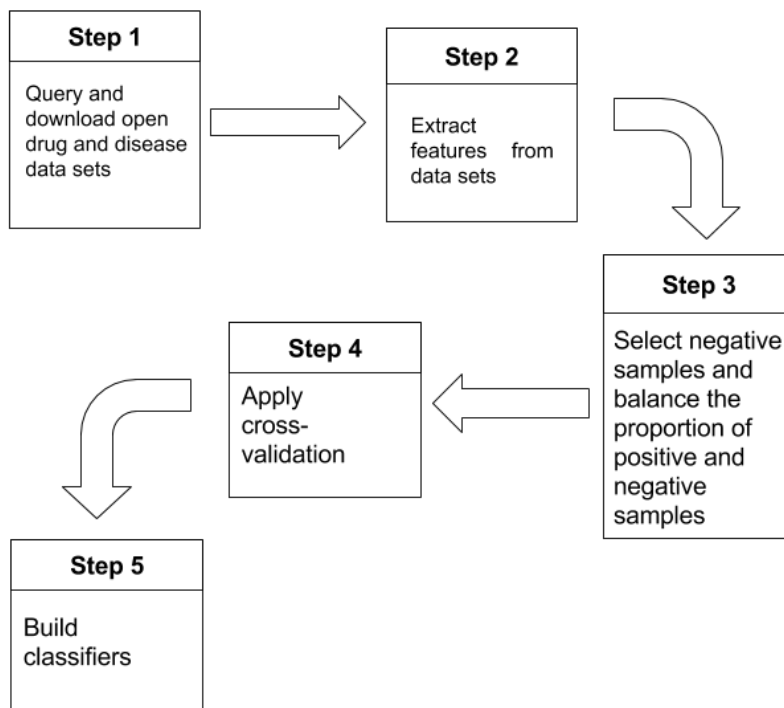 Step 1
Query and
download open
drug and disease
data sets
Step 2
Extract
features from
data sets
Step 3
Select negative
samples and
balance the
proportion of
positive and
negative
samples
Step 4
Apply
cross-
validation
Step 5
Build
classifiers